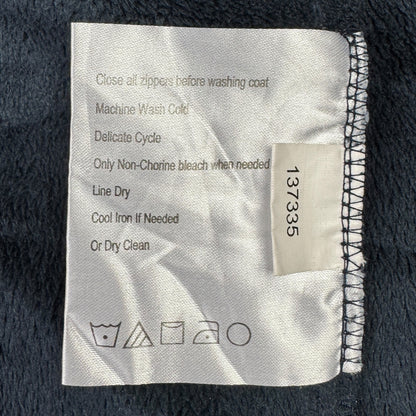 Close all zippers before washing coat
Machine Wash Cold
Delicate Cycle
Only Non-Chorine bleach when needed
Line Dry
Cool Iron If Needed
Or Dry Clean
137335